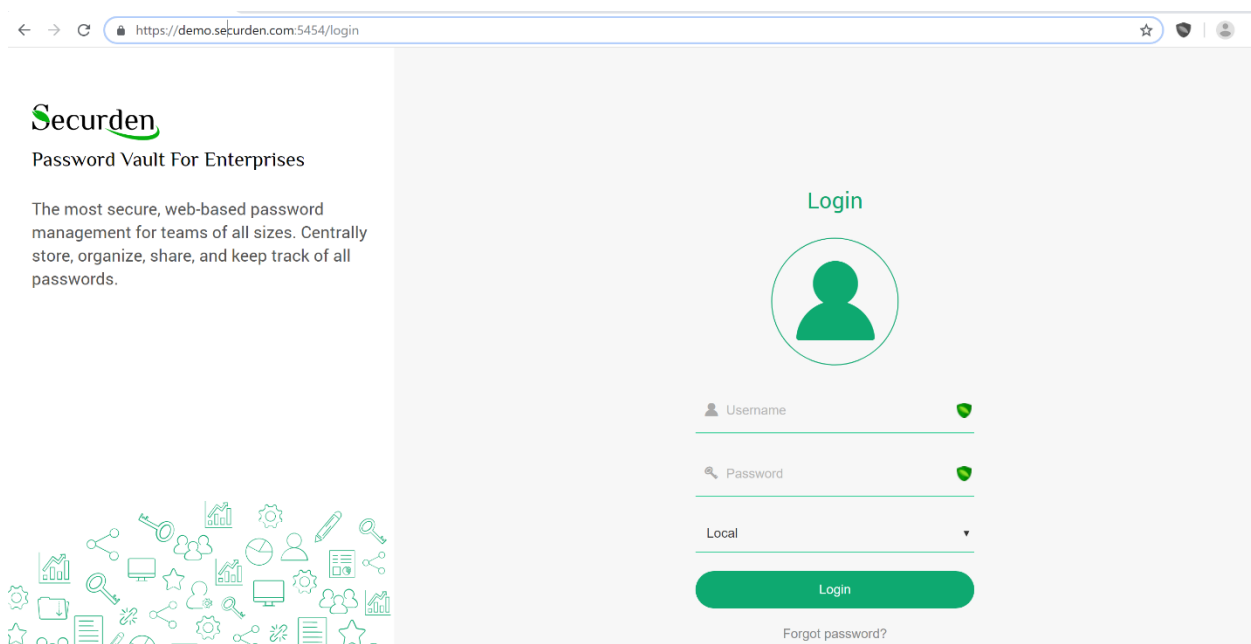 https://demo.securden.com:5454/login
Securden
Password Vault For Enterprises
The most secure, web-based password
management for teams of all sizes. Centrally
store, organize, share, and keep track of all
passwords.
Login
Username
Password
Local
Login
Forgot password?